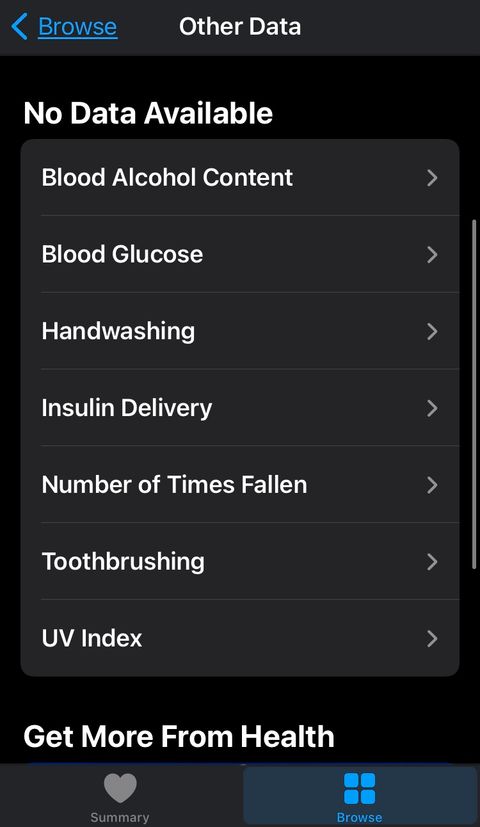 Browse
Other Data
No Data Available
Blood Alcohol Content
Blood Glucose
Handwashing
Insulin Delivery
Number of Times Fallen
Toothbrushing
UV Index
Get More From Health
Summary
Browse